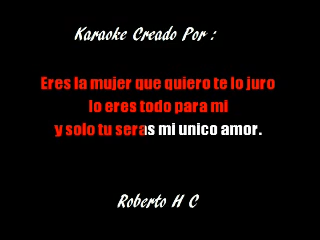 Karaoke Creado Por :
Eres la mujer que quiero te lo juro
lo eres todo para mi
y solo tu seras mi unico amor.
Roberto H C